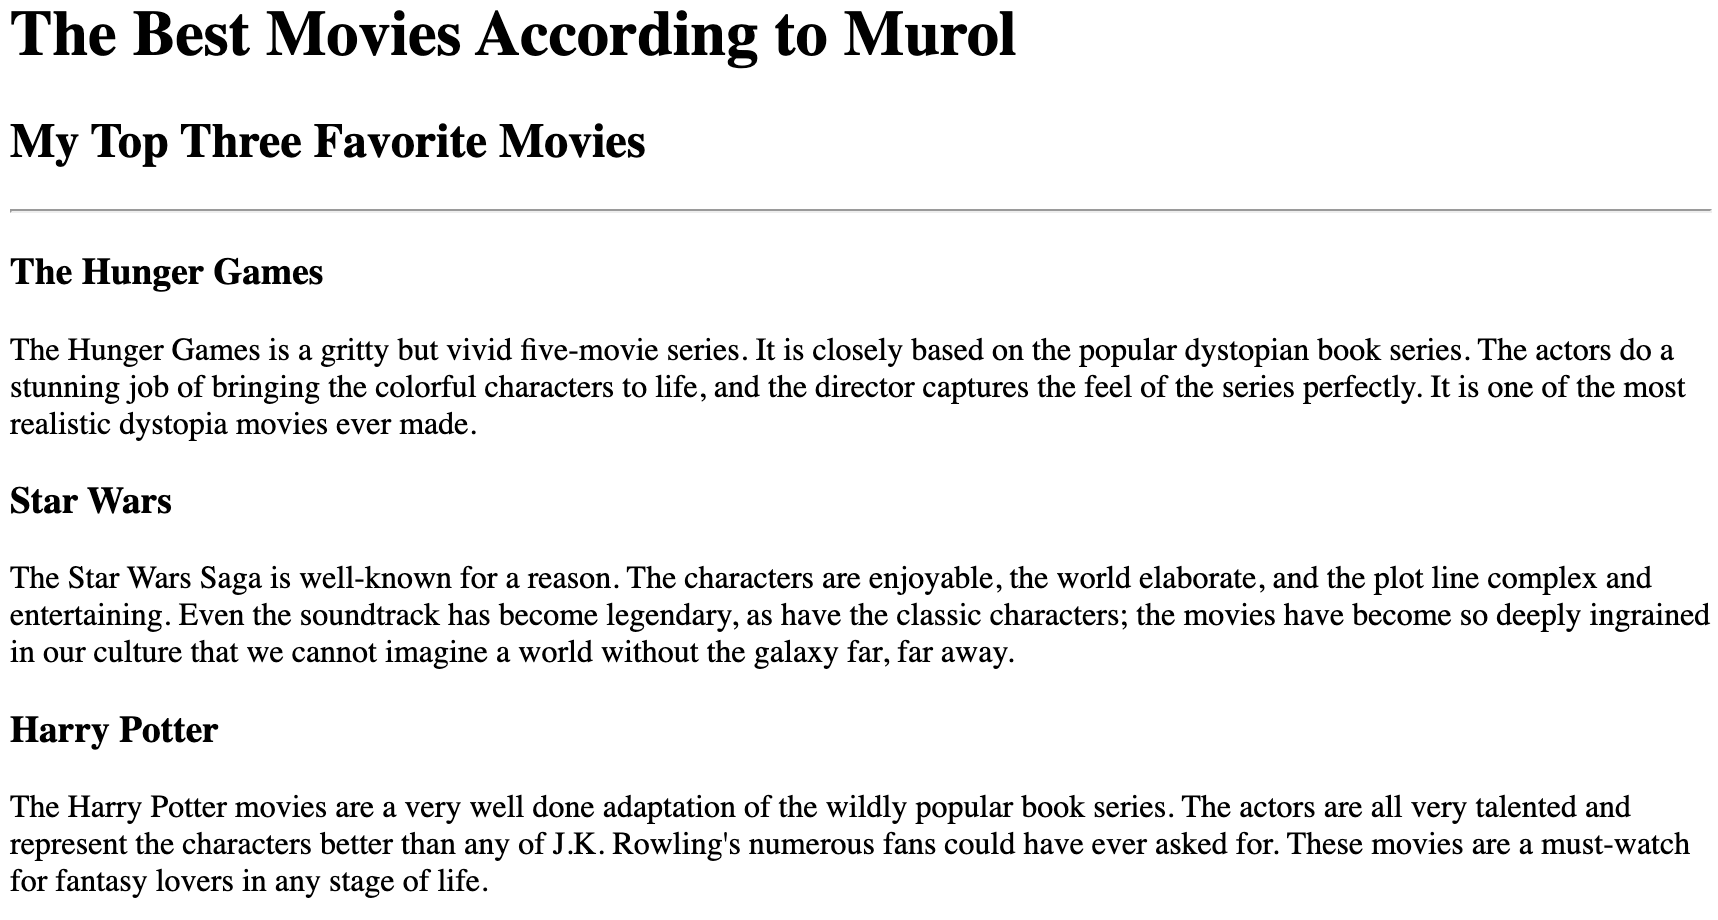 The Best Movies According to Murol
My Top Three Favorite Movies
The Hunger Games
The Hunger Games is a gritty but vivid five-movie series. It is closely based on the popular dystopian book series. The actors do a
stunning job of bringing the colorful characters to life, and the director captures the feel of the series perfectly. It is one of the most
realistic dystopia movies ever made.
Star Wars
The Star Wars Saga is well-known for a reason. The characters are enjoyable, the world elaborate, and the plot line complex and
entertaining. Even the soundtrack has become legendary, as have the classic characters; the movies have become so deeply ingrained
in our culture that we cannot imagine a world without the galaxy far, far away.
Harry Potter
The Harry Potter movies are a very well done adaptation of the wildly popular book series. The actors are all very talented and
represent the characters better than any of J.K. Rowling's numerous fans could have ever asked for. These movies are a must-watch
for fantasy lovers in any stage of life.